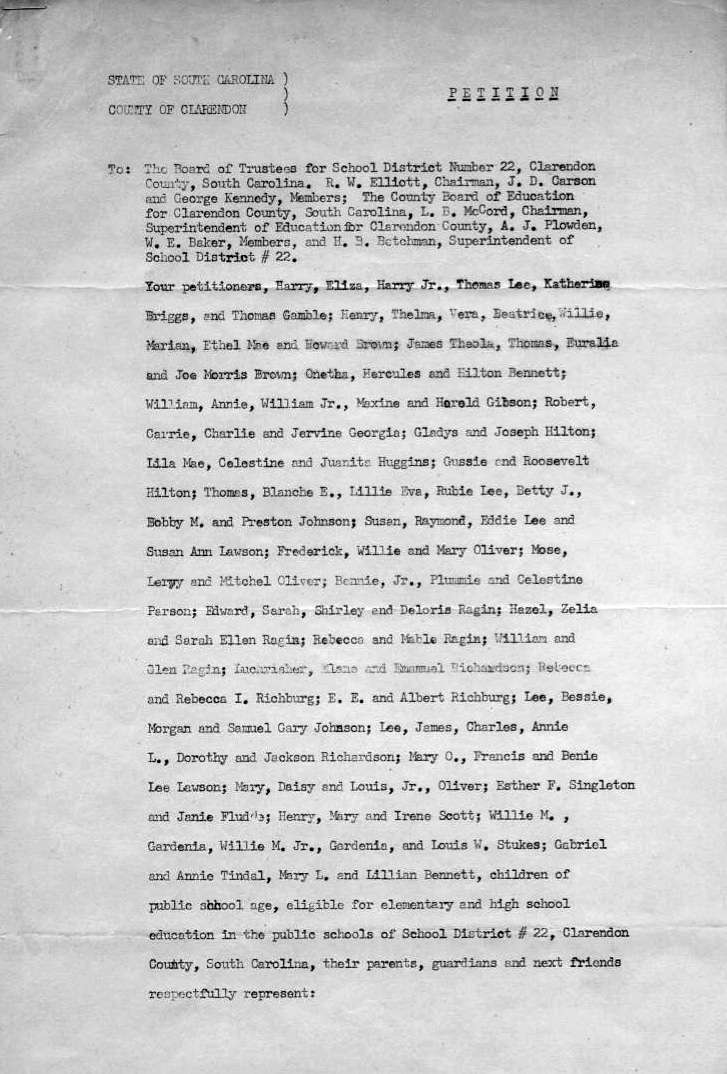 STATE OF SOUTH CAROLINA )
)
COUNTY OF CLARENDON )
PETITION
To: The Board of Trustees for School District Number 22, Clarendon
County, South Carolina. R. W. Elliott, Chairman, J. D. Carson
and George Kennedy, Members; The County Board of Education
for Clarendon County, South Carolina, L. B. McCord, Chairman,
Superintendent of Education for Clarendon County, A. J. Plowden,
W. E. Baker, Members, and H. B. Betchman, Superintendent of
School District # 22.
Your petitioners, Harry, Eliza, Harry Jr., Thomas Lee, Katherine
Briggs, and Thomas Gamble; Henry, Thelma, Vera, Beatrice, Willie,
Marian, Ethel Mae and Howard Brown; James Theola, Thomas, Euralia
and Joe Morris Brown; Onetha, Hercules and Hilton Bennett;
William, Annie, William Jr., Maxine and Harold Gibson; Robert,
Carrie, Charlie and Jervine Georgia; Gladys and Joseph Hilton;
Lila Mae, Celestine and Juanita Huggins; Gussie and Roosevelt
Hilton; Thomas, Blanche E., Lillie Eva, Rubie Lee, Betty J.,
Bobby M. and Preston Johnson; Susan, Raymond, Eddie Lee and
Susan Ann Lawson; Frederick, Willie and Mary Oliver; Mose,
Leroy and Mitchel Oliver; Bennie, Jr., Plummie and Celestine
Parson; Edward, Sarah, Shirley and Deloris Ragin; Hazel, Zelia
and Sarah Ellen Ragin; Rebecca and Mable Ragin; William and
Glen Ragin; Lucrisher, Elane and Emanuel Richardson; Rebecca
and Rebecca I. Richburg; E. E. and Albert Richburg; Lee, Bessie,
Morgan and Samuel Gary Johnson; Lee, James, Charles, Annie
L., Dorothy and Jackson Richardson; Mary O., Francis and Benie
Lee Lawson; Mary, Daisy and Louis, Jr., Oliver; Esther F. Singleton
and Janie Fludd; Henry, Mary and Irene Scott; Willie M. ,
Gardenia, Willie M. Jr., Gardenia, and Louis W. Stukes; Gabriel
and Annie Tindal, Mary L. and Lillian Bennett, children of
public shhool age, eligible for elementary and high school
education in the public schools of School District # 22, Clarendon
County, South Carolina, their parents, guardians and next friends
respectfully represent: